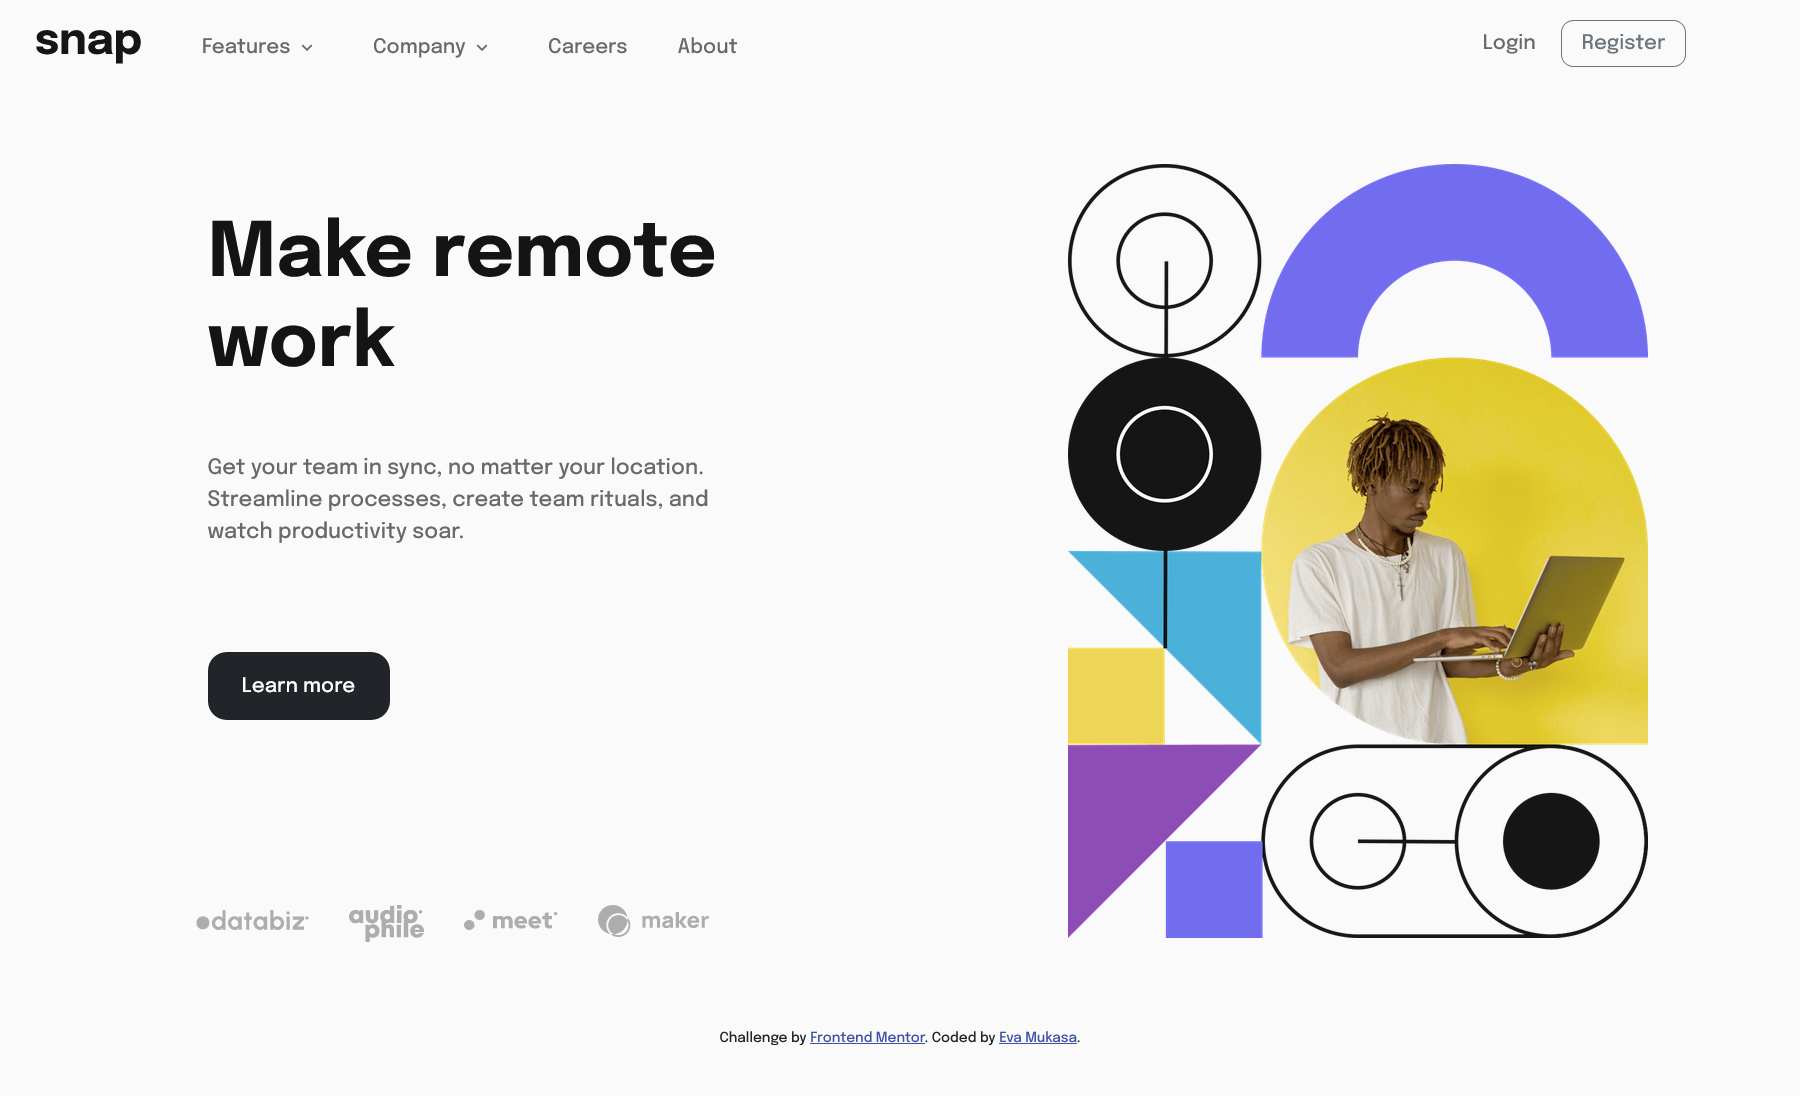 snap
Features
Company
Careers
About
Login
Register
Make remote
work
Get your team in sync, no matter your location.
Streamline processes, create team rituals, and
watch productivity soar.
Learn more
databiz
audio
phile
meet
maker
Challenge by Frontend Mentor. Coded by Eva Mukasa.